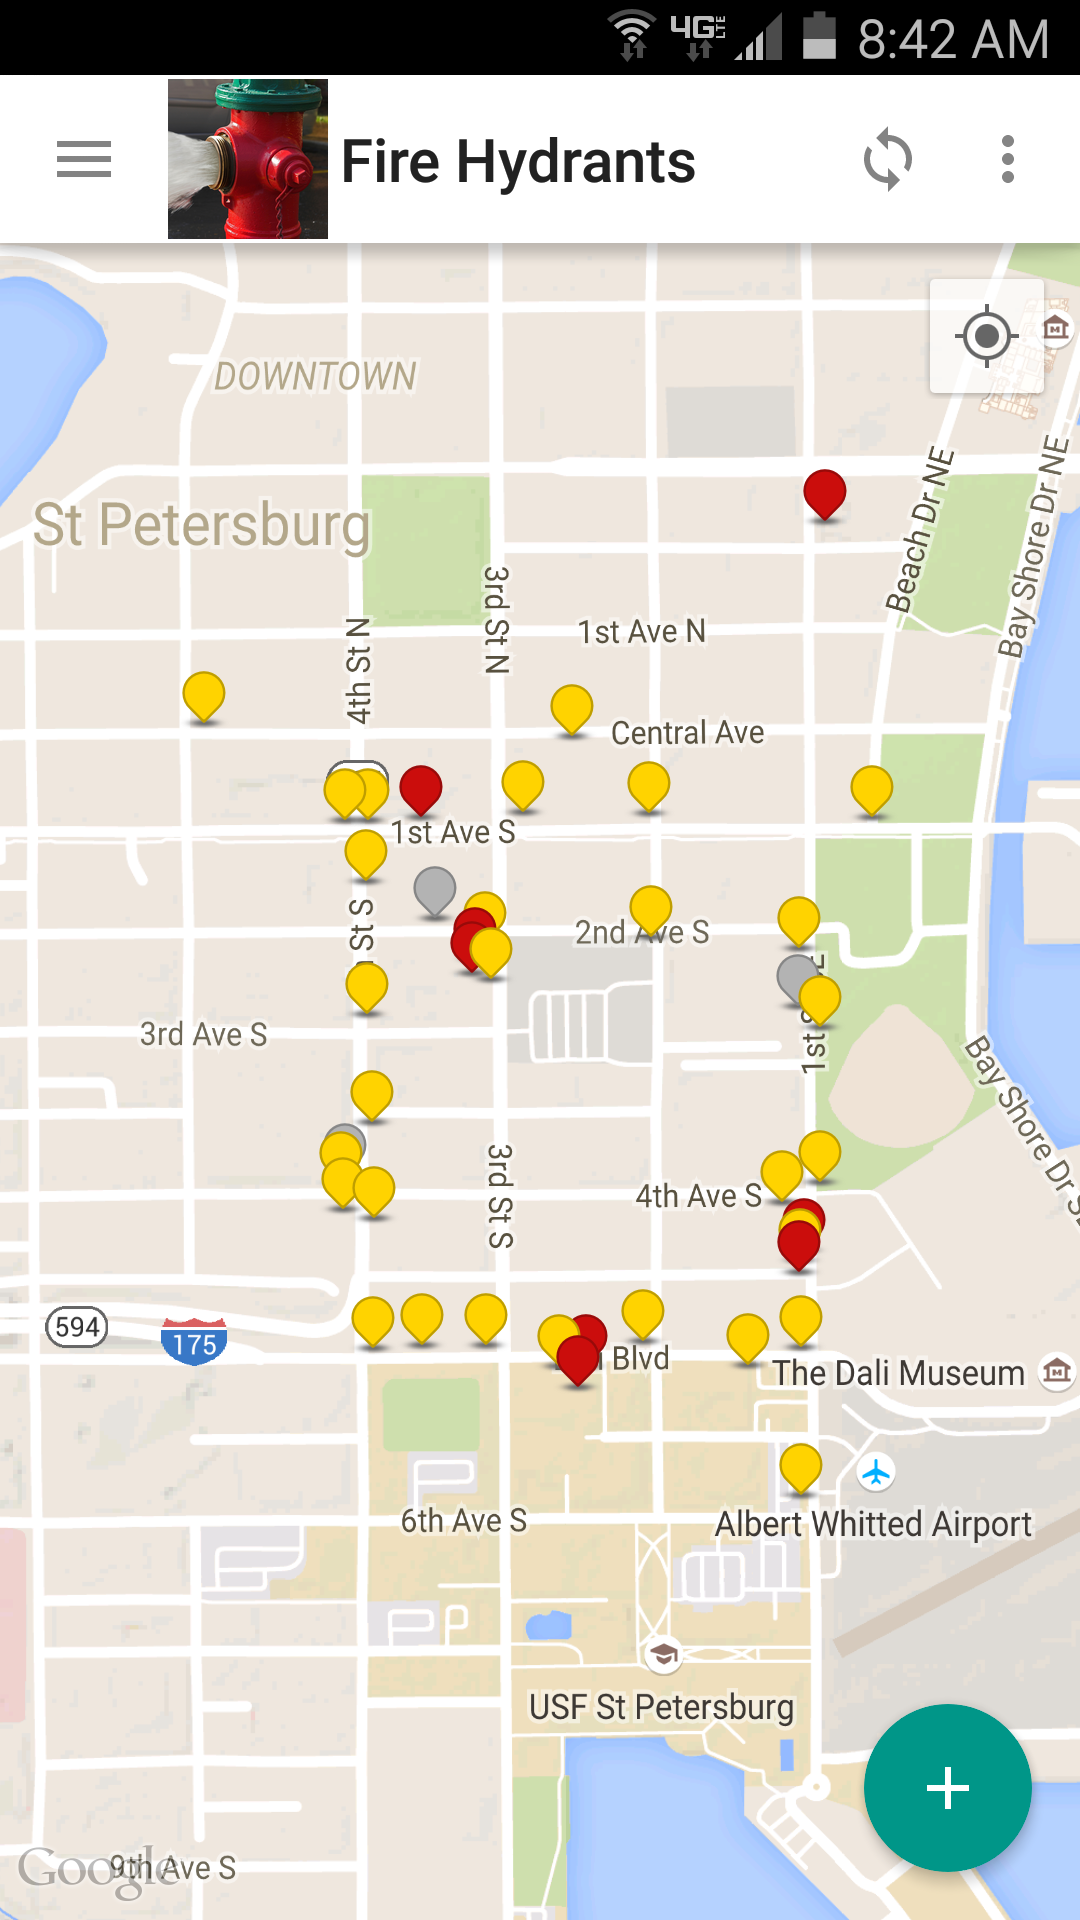 4G LTE 8:42 AM
Fire Hydrants
DOWNTOWN
St Petersburg
Beach Dr NE
Bay Shore Dr NE
3rd St N
4th St N
1st Ave N
Central Ave
1st Ave S
St S
2nd Ave S
3rd Ave S
1st
Bay Shore Dr S
3rd St S
4th Ave S
594
175
Blvd
The Dali Museum
6th Ave S
Albert Whitted Airport
USF St Petersburg
Google
9th Ave S